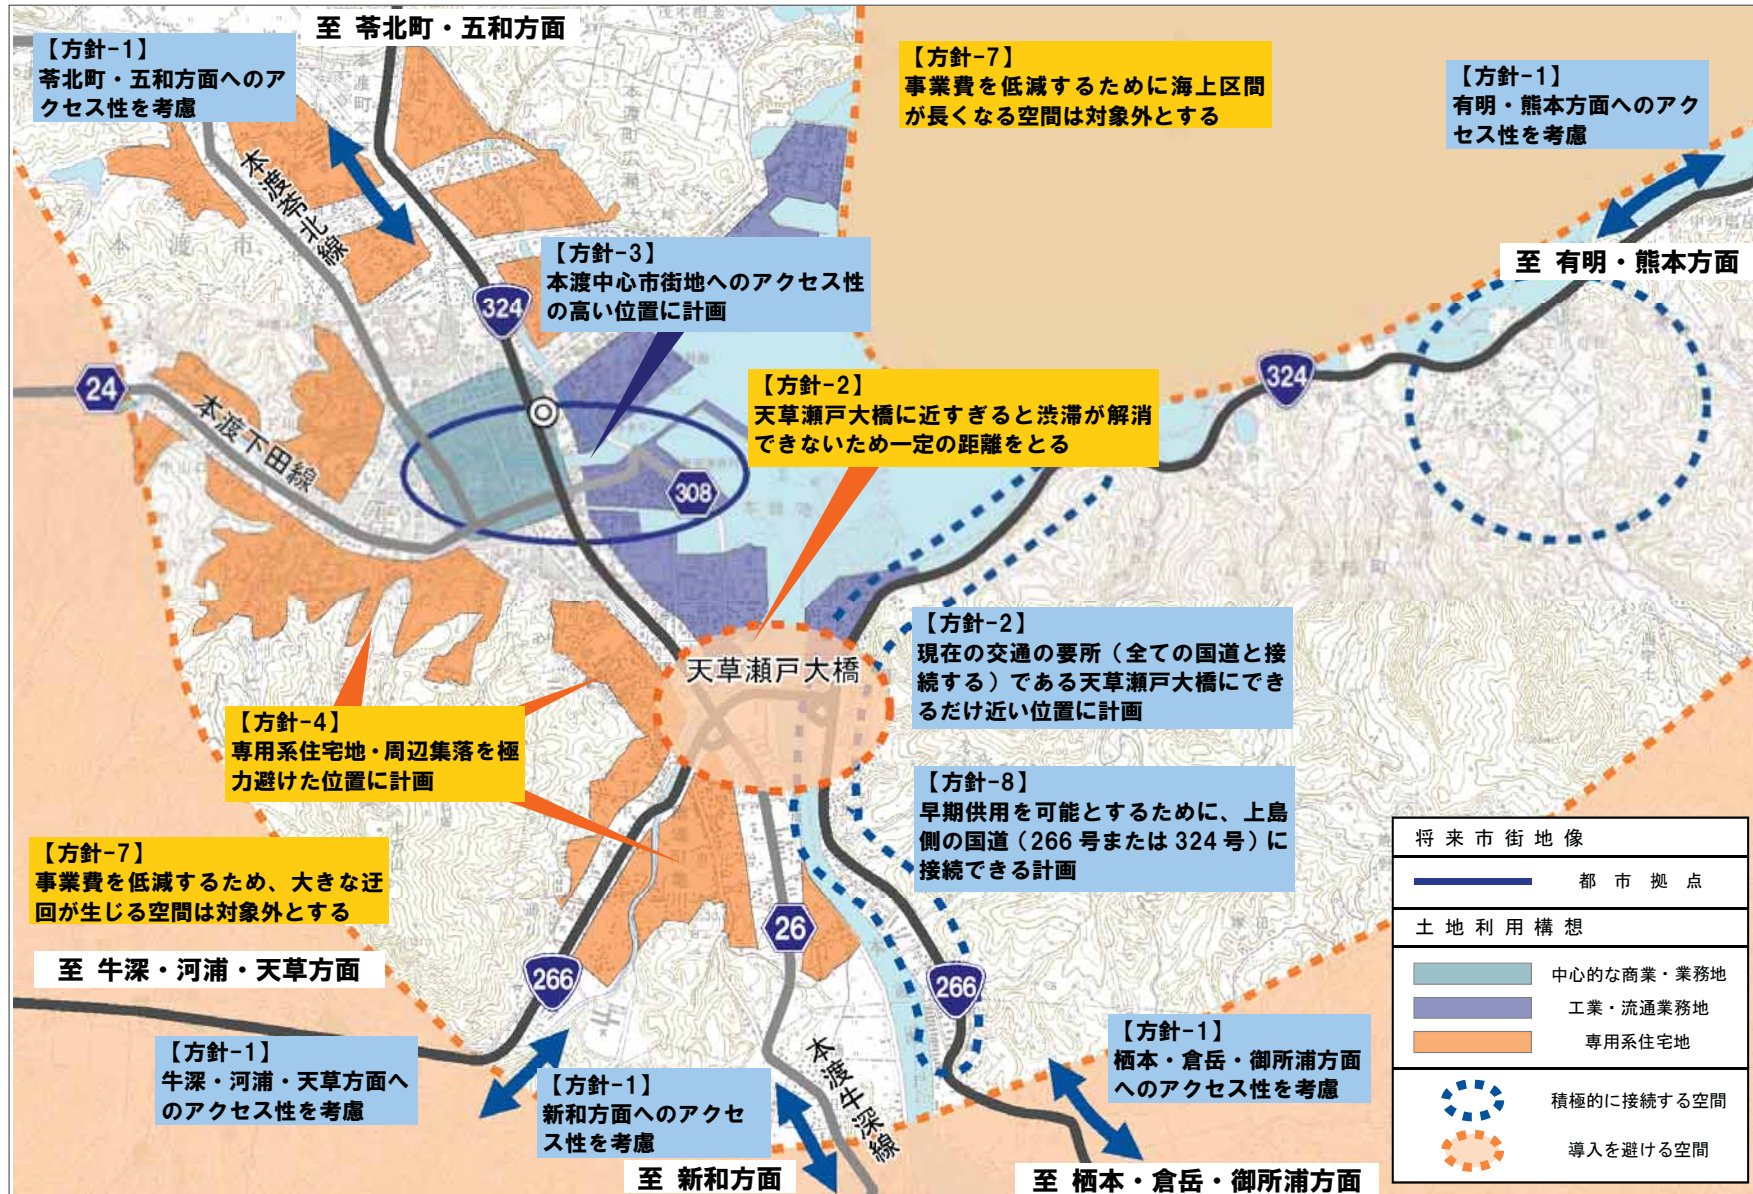 至 苓北町・五和方面
【方針-1】
苓北町・五和方面へのア
クセス性を考慮
【方針-7】
事業費を低減するために海上区間
が長くなる空間は対象外とする
【方針-1】
有明・熊本方面へのアク
セス性を考慮
至 有明・熊本方面
本渡苓北線
本渡市
【方針-3】
本渡中心市街地へのアクセス性
の高い位置に計画
324
324
24
本渡下田線
【方針-2】
天草瀬戸大橋に近すぎると渋滞が解消
できないため一定の距離をとる
308
天草瀬戸大橋
【方針-2】
現在の交通の要所（全ての国道と接
続する）である天草瀬戸大橋にでき
るだけ近い位置に計画
【方針-4】
専用系住宅地・周辺集落を極
力避けた位置に計画
【方針-8】
早期供用を可能とするために、上島
側の国道（266 号または 324 号）に
接続できる計画
【方針-7】
事業費を低減するため、大きな迂
回が生じる空間は対象外とする
至 牛深・河浦・天草方面
266
26
266
【方針-1】
牛深・河浦・天草方面へ
のアクセス性を考慮
【方針-1】
新和方面へのアクセ
ス性を考慮
本渡牛深線
【方針-1】
栖本・倉岳・御所浦方面
へのアクセス性を考慮
至 新和方面
至 栖本・倉岳・御所浦方面
将来市街地像
都市拠点
土地利用構想
中心的な商業・業務地
工業・流通業務地
専用系住宅地
積極的に接続する空間
導入を避ける空間